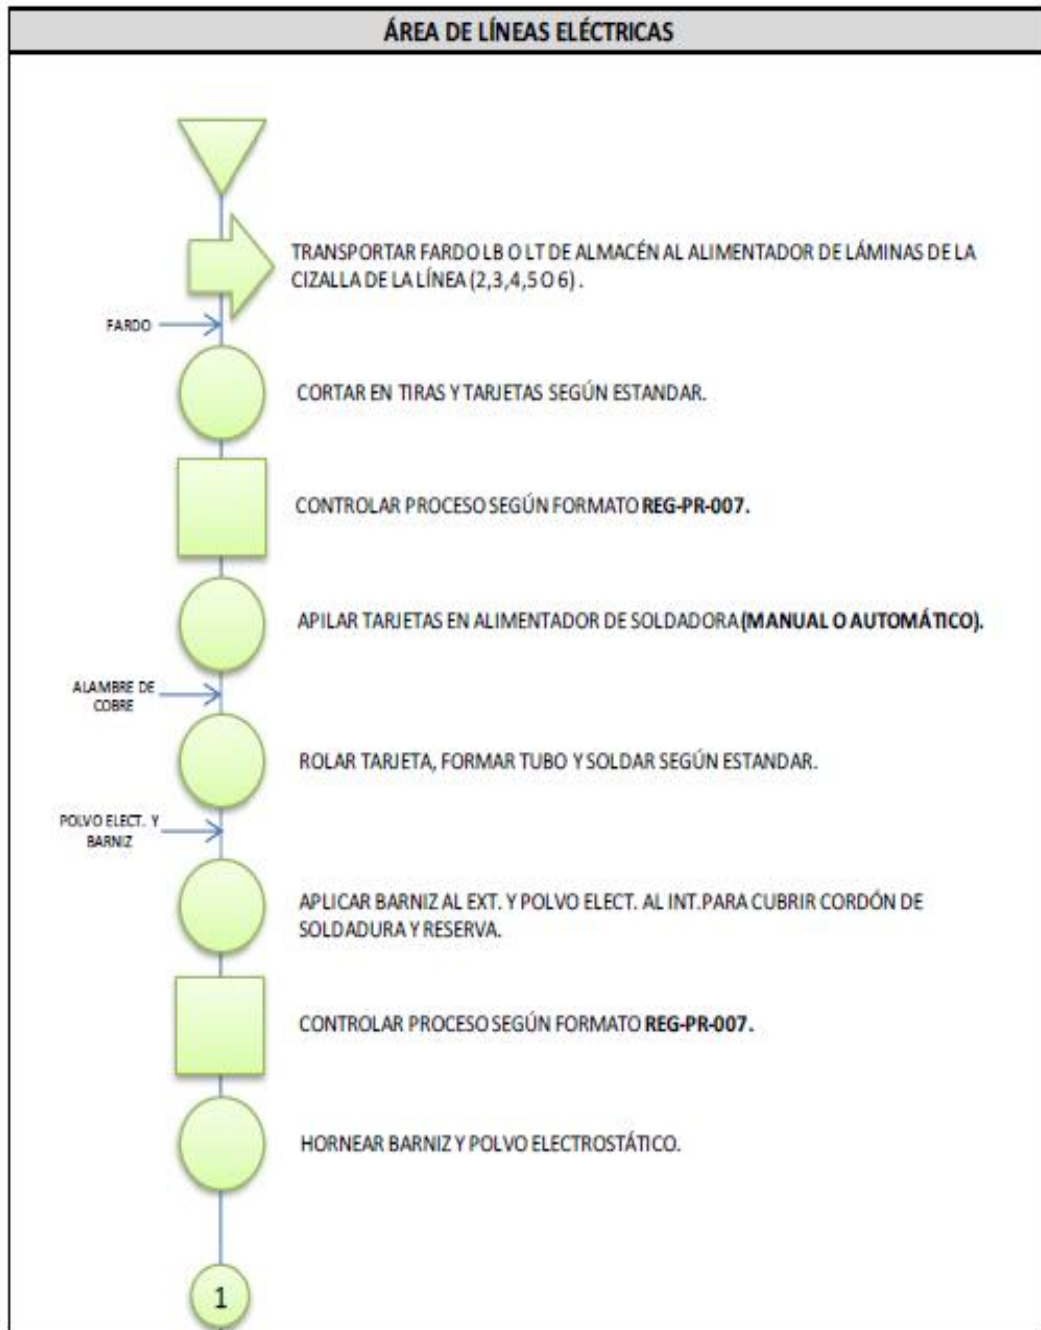 ÁREA DE LÍNEAS ELÉCTRICAS
TRANSPORTAR FARDO LB O LT DE ALMACÉN AL ALIMENTADOR DE LÁMINAS DE LA
CIZALLA DE LA LÍNEA (2,3,4,5 O 6) .
FARDO
CORTAR EN TIRAS Y TARJETAS SEGÚN ESTANDAR.
CONTROLAR PROCESO SEGÚN FORMATO REG-PR-007.
APILAR TARJETAS EN ALIMENTADOR DE SOLDADORA (MANUAL O AUTOMÁTICO).
ALAMBRE DE
COBRE
ROLAR TARJETA, FORMAR TUBO Y SOLDAR SEGÚN ESTANDAR.
POLVO ELECT. Y
BARNIZ
APLICAR BARNIZ AL EXT. Y POLVO ELECT. AL INT.PARA CUBRIR CORDÓN DE
SOLDADURA Y RESERVA.
CONTROLAR PROCESO SEGÚN FORMATO REG-PR-007.
HORNEAR BARNIZ Y POLVO ELECTROSTÁTICO.
1